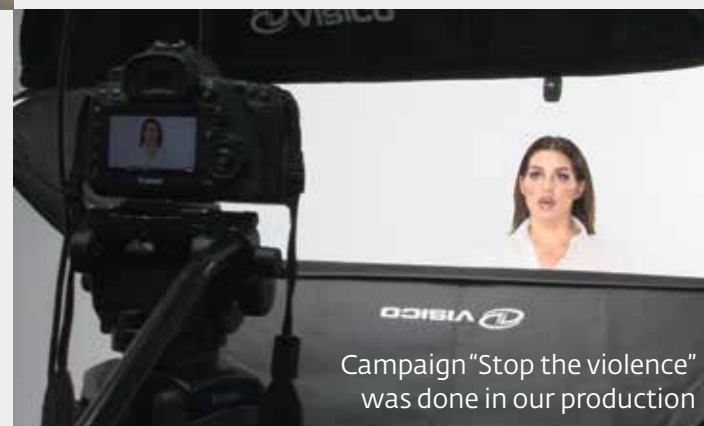 VISICO
VISICO
Campaign “Stop the violence”
was done in our production